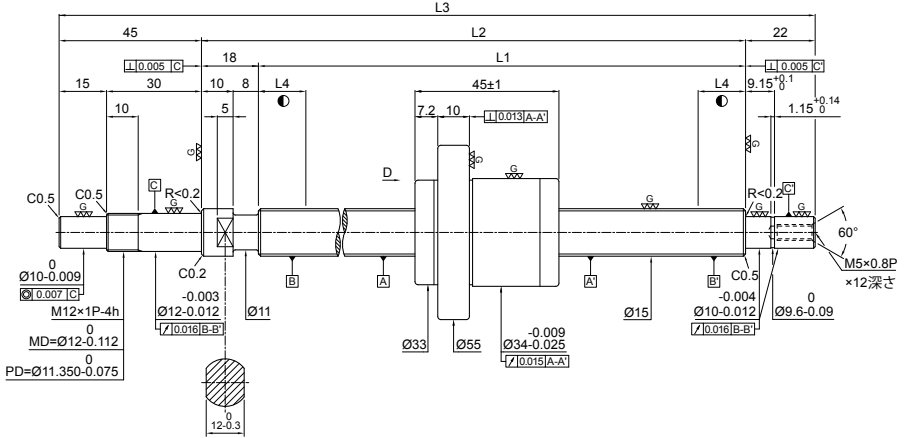 L3
45
L2
22
18
L1
⊥ 0.005 C
⊥ 0.005 C'
15
30
10
8
L4
45±1
L4
9.15 +0.1 0
10
5
7.2
10
⊥ 0.013 A-A'
1.15 +0.14 0
G
G
G
D
G
C0.5
C0.5
C
R<0.2
G
G
G
R<0.2
C'
G
G
60°
C0.2
C0.5
B
A
A'
B'
M5×0.8P
×12深さ
0
Ø10-0.009
◎ 0.007 C
-0.003
Ø12-0.012
↗ 0.016 B-B'
Ø11
Ø15
-0.004
Ø10-0.012
↗ 0.016 B-B'
0
Ø9.6-0.09
M12×1P-4h
0
MD=Ø12-0.112
0
PD=Ø11.350-0.075
Ø33
Ø55
-0.009
Ø34-0.025
↗ 0.015 A-A'
0
12-0.3